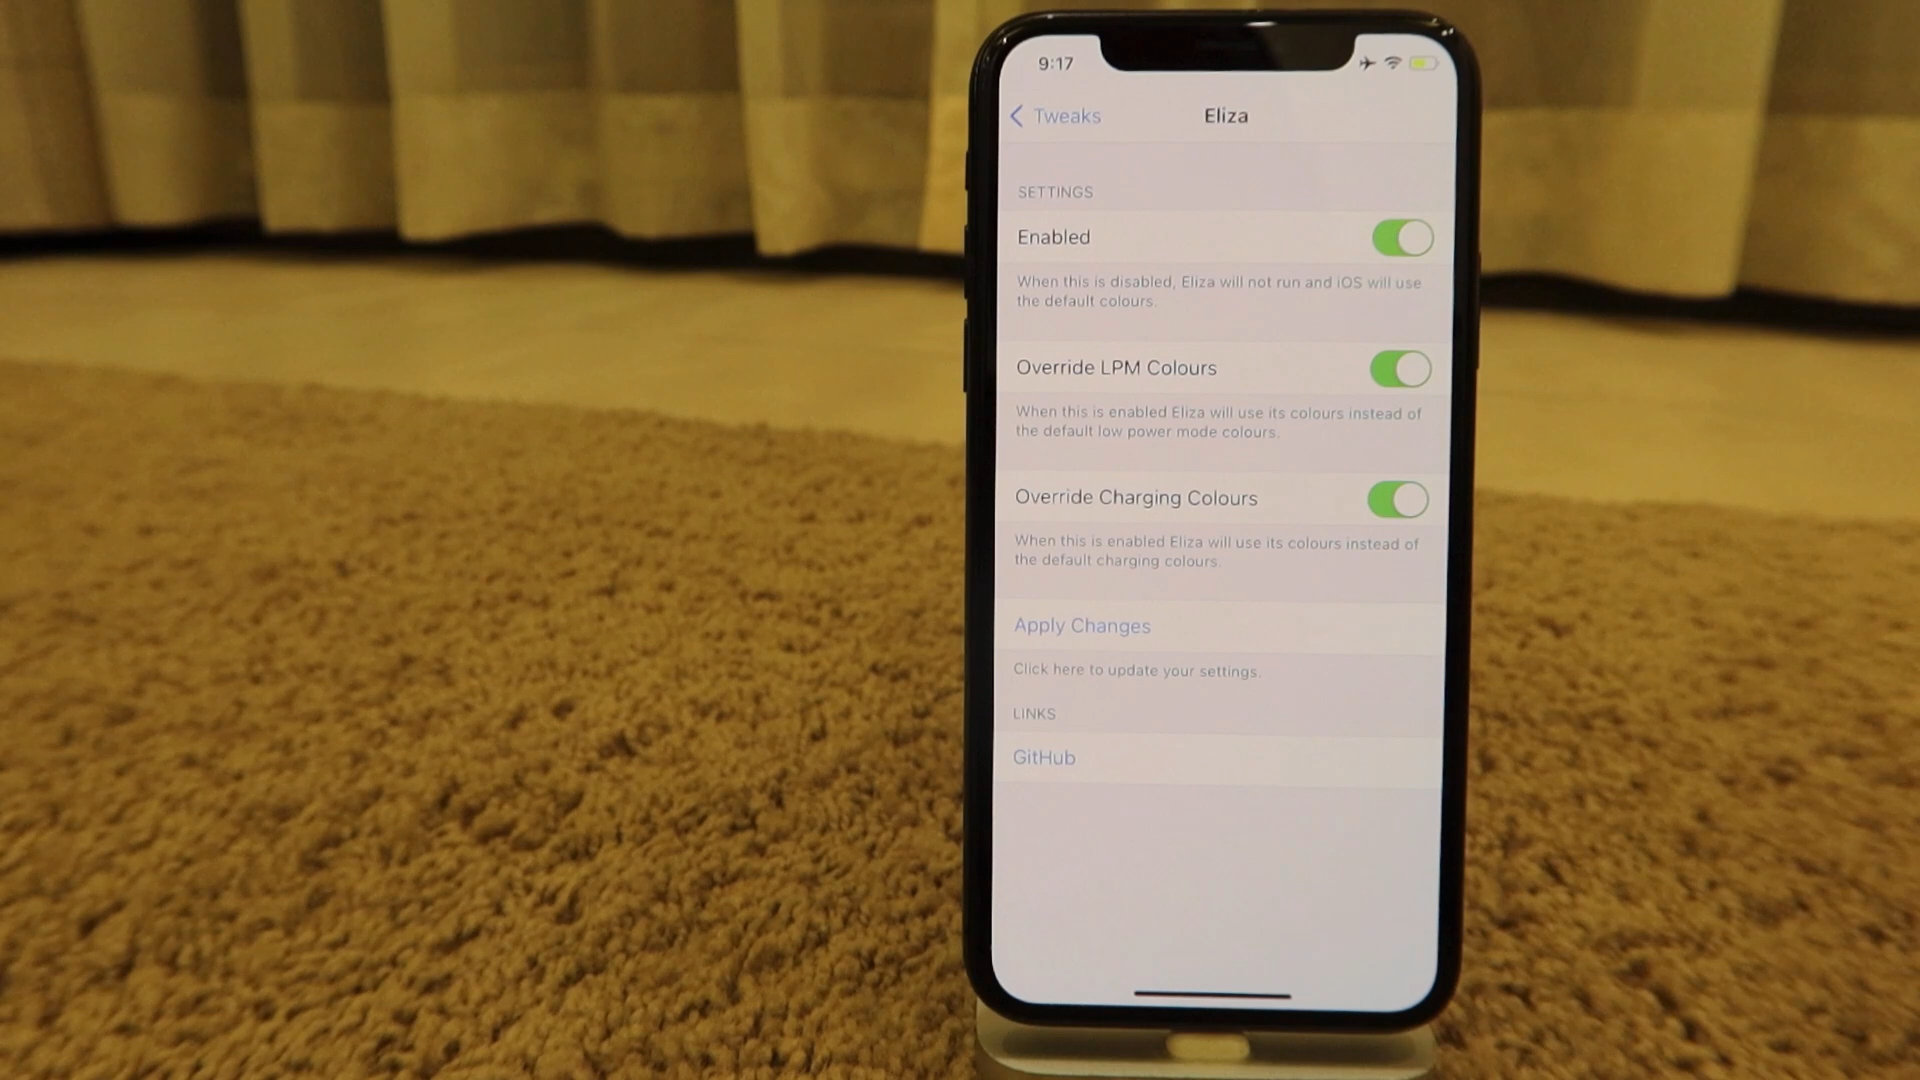 9:17
Tweaks
Eliza
SETTINGS
Enabled
When this is disabled, Eliza will not run and iOS will use
the default colours.
Override LPM Colours
When this is enabled Eliza will use its colours instead of
the default low power mode colours.
Override Charging Colours
When this is enabled Eliza will use its colours instead of
the default charging colours.
Apply Changes
Click here to update your settings.
LINKS
GitHub